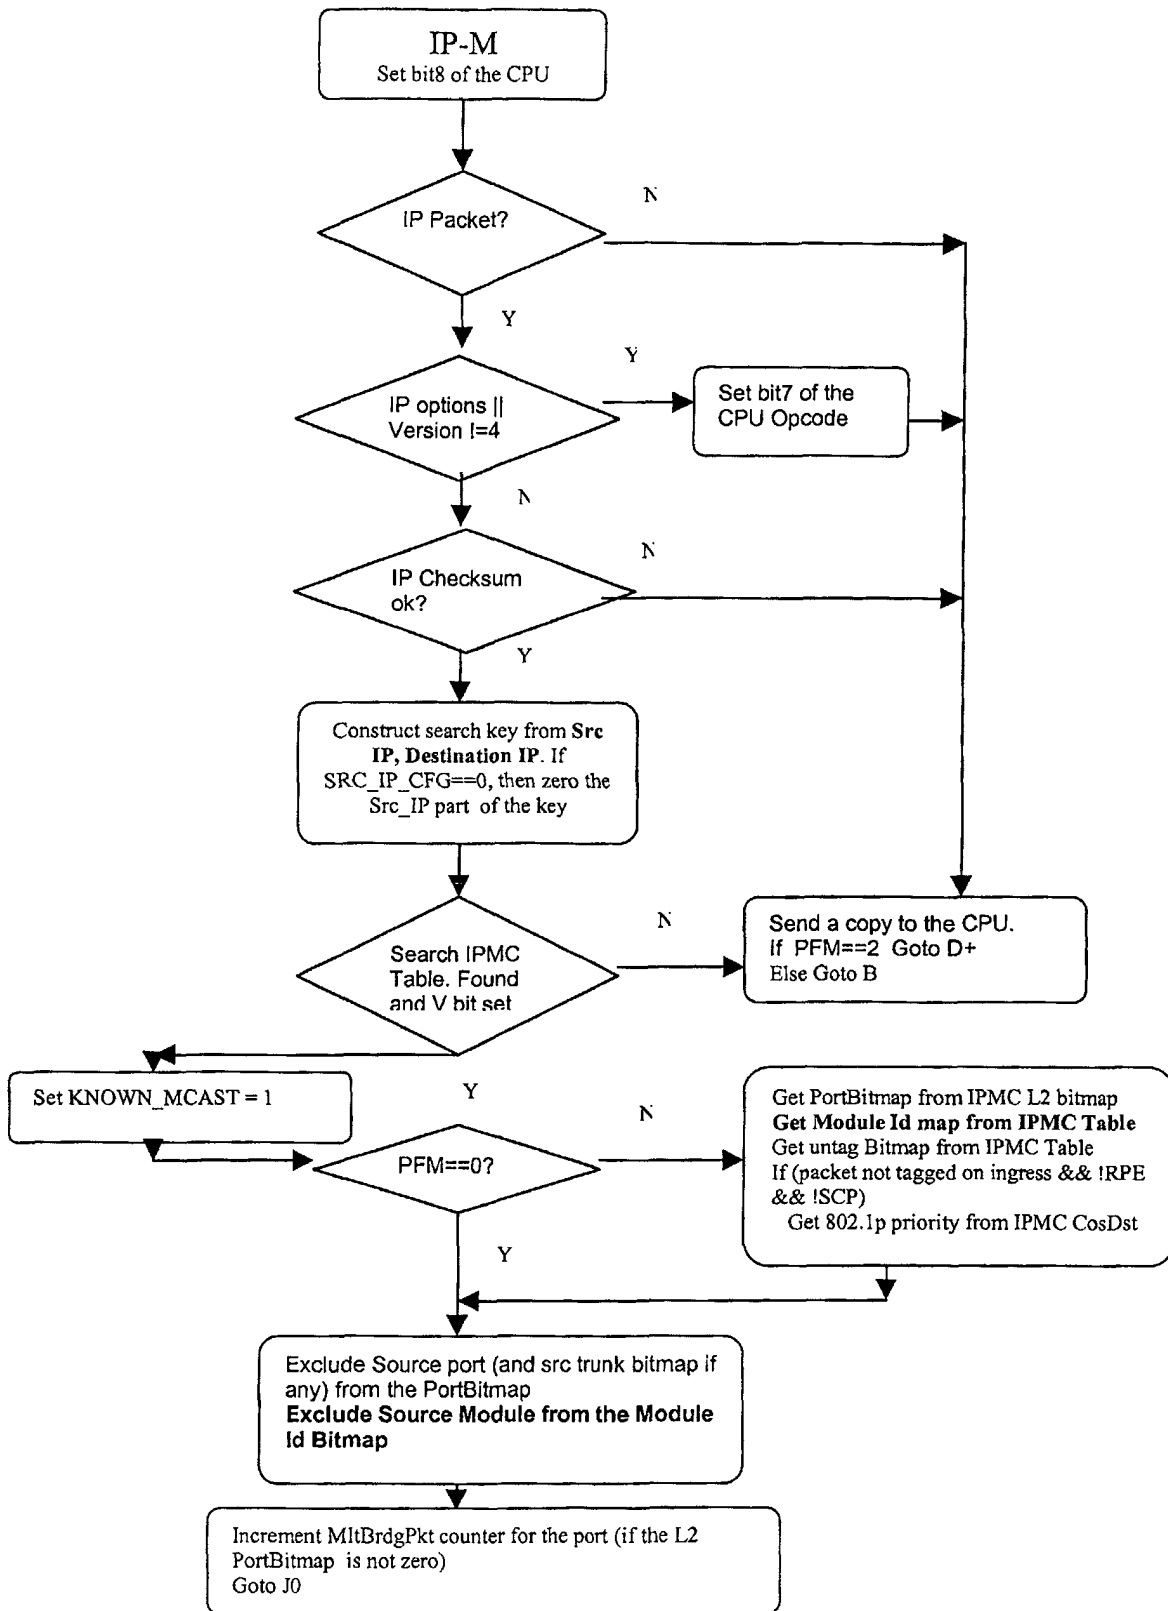 IP-M
Set bit8 of the CPU
IP Packet?
N
Y
IP options ||
Version !=4
Y
Set bit7 of the
CPU Opcode
N
IP Checksum
ok?
N
Y
Construct search key from Src
IP, Destination IP. If
SRC_IP_CFG==0, then zero the
Src_IP part of the key
Search IPMC
Table. Found
and V bit set
N
Send a copy to the CPU.
If PFM==2 Goto D+
Else Goto B
Set KNOWN_MCAST = 1
Y
PFM==0?
N
Get PortBitmap from IPMC L2 bitmap
Get Module Id map from IPMC Table
Get untag Bitmap from IPMC Table
If (packet not tagged on ingress && !RPE
&& !SCP)
Get 802.1p priority from IPMC CosDst
Y
Exclude Source port (and src trunk bitmap if
any) from the PortBitmap
Exclude Source Module from the Module
Id Bitmap
Increment MltBrdgPkt counter for the port (if the L2
PortBitmap is not zero)
Goto J0